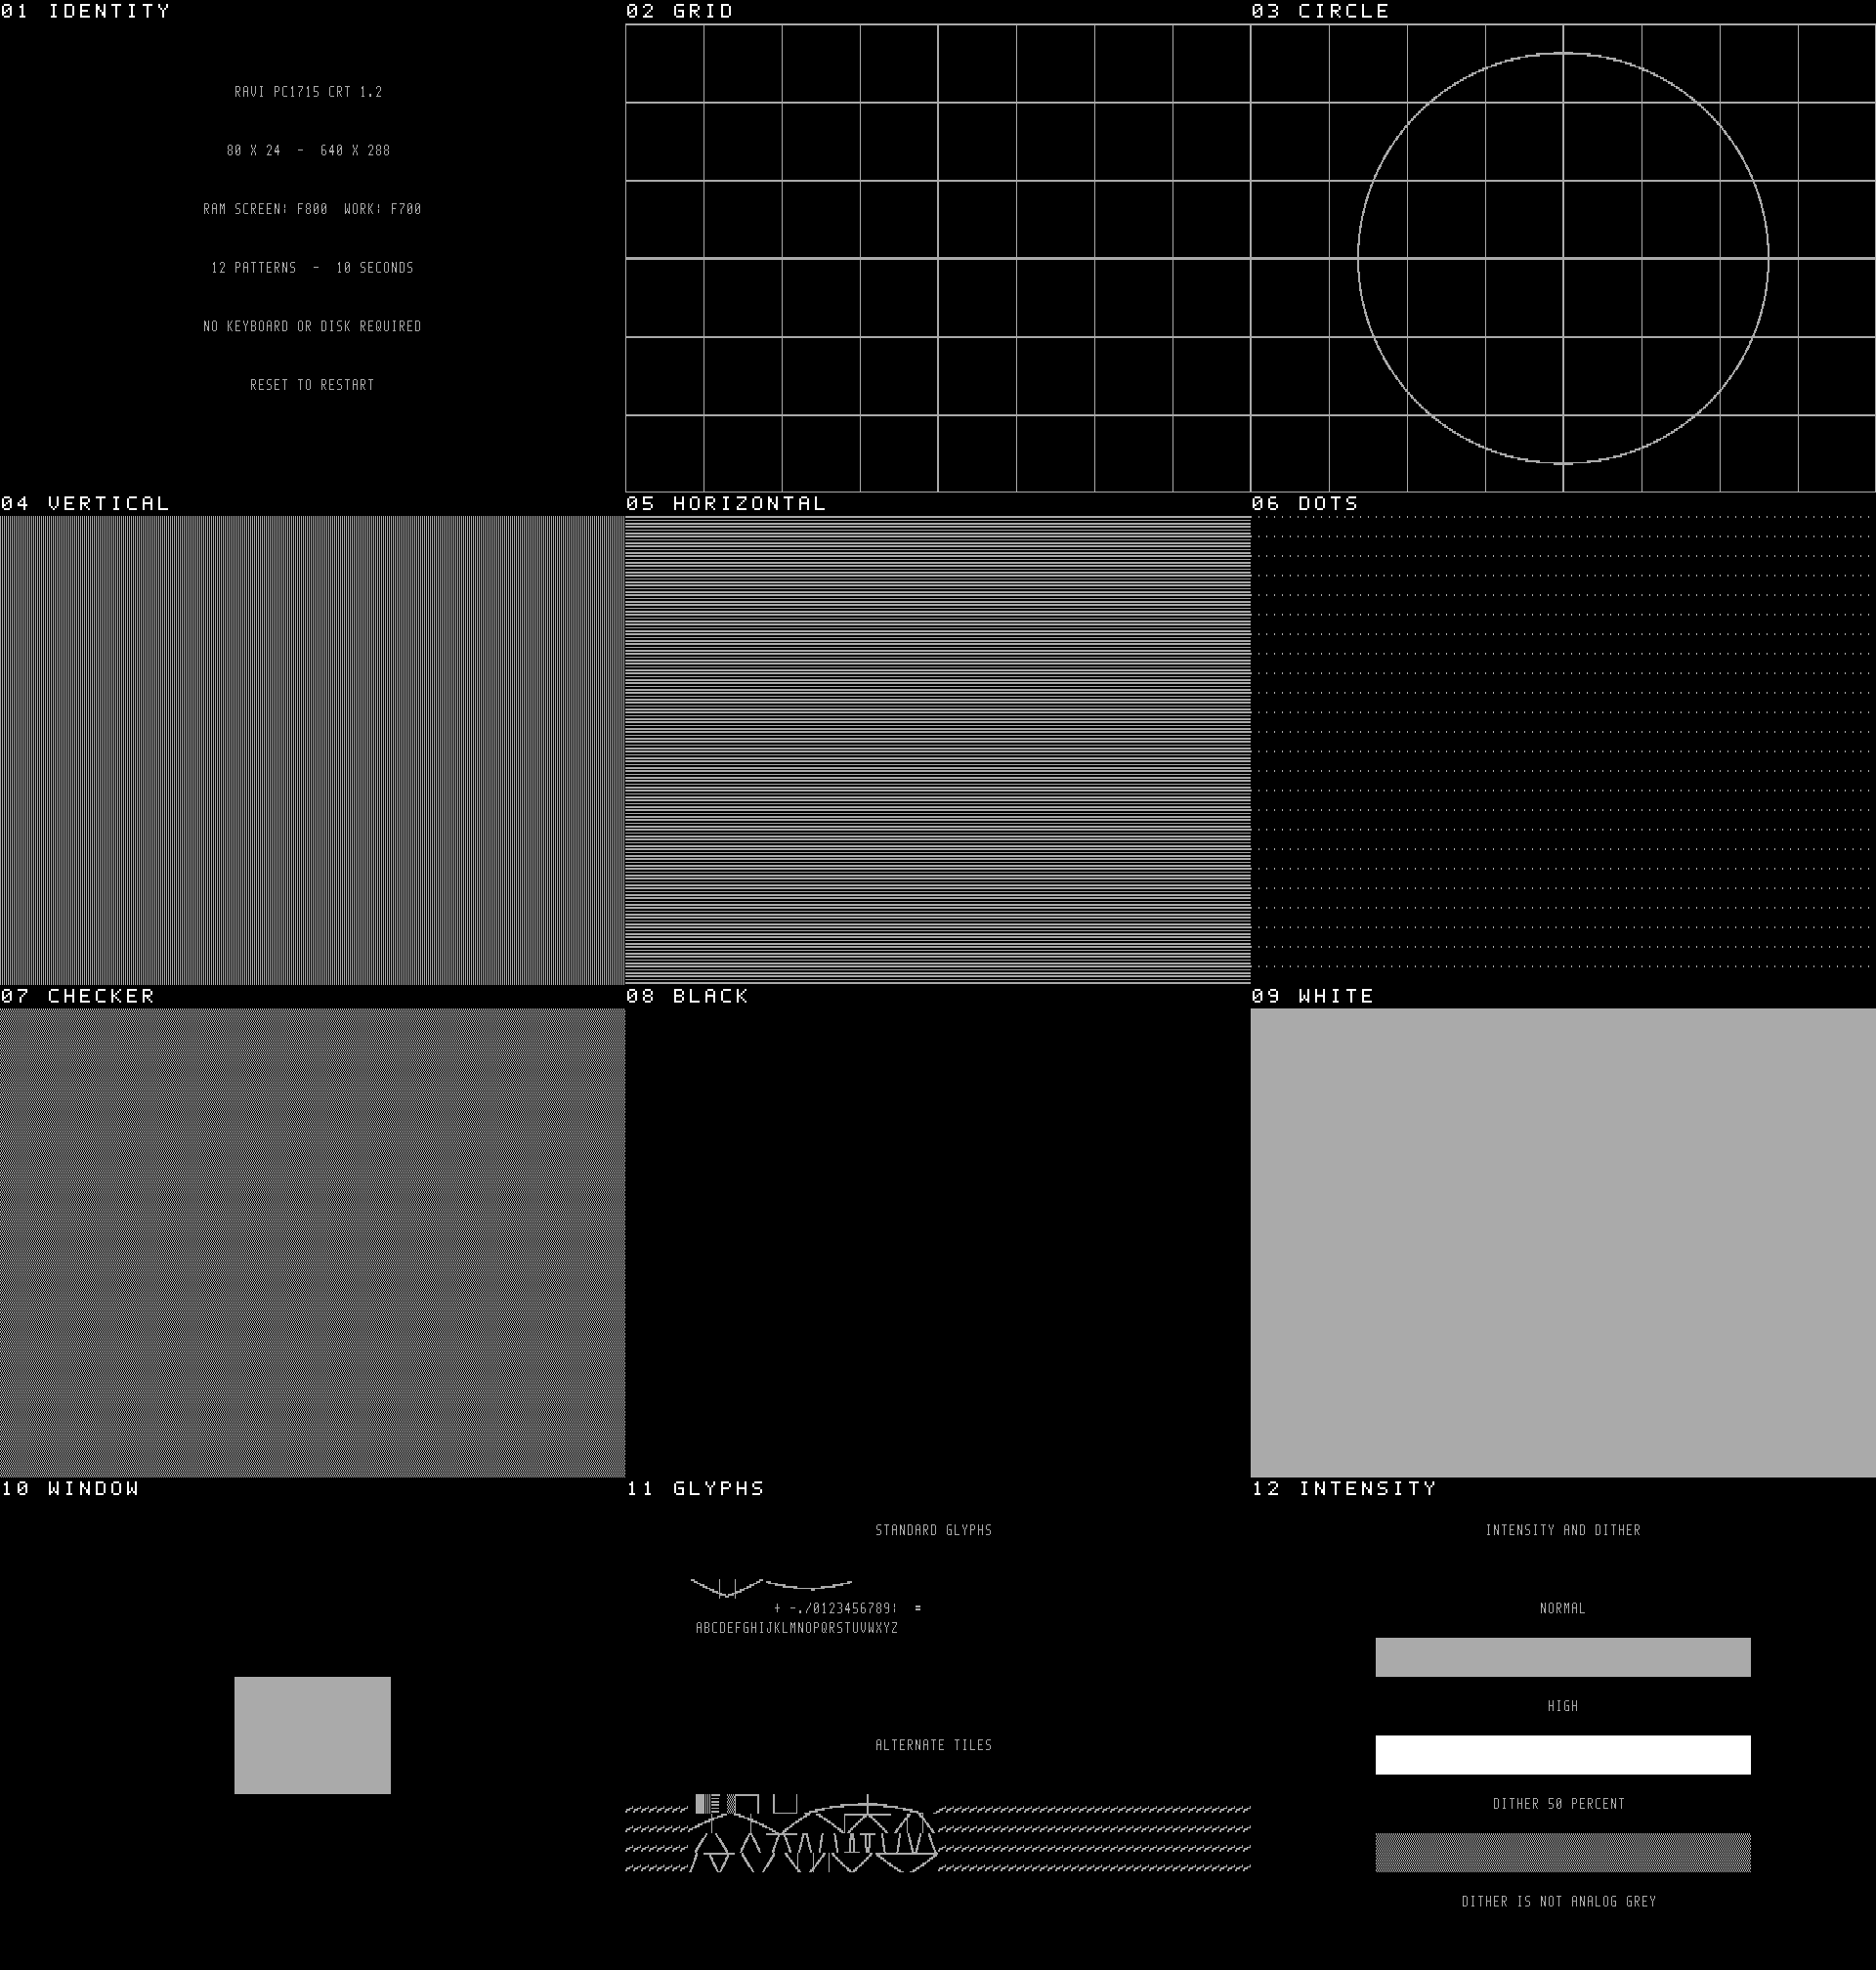 01 IDENTITY
RAVI PC1715 CRT 1.2
80 X 24 - 640 X 288
RAM SCREEN: F800 WORK: F700
12 PATTERNS - 10 SECONDS
NO KEYBOARD OR DISK REQUIRED
RESET TO RESTART
02 GRID
03 CIRCLE
04 VERTICAL
05 HORIZONTAL
06 DOTS
07 CHECKER
08 BLACK
09 WHITE
10 WINDOW
11 GLYPHS
STANDARD GLYPHS
+ -./0123456789: =
ABCDEFGHIJKLMNOPQRSTUVWXYZ
ALTERNATE TILES
12 INTENSITY
INTENSITY AND DITHER
NORMAL
HIGH
DITHER 50 PERCENT
DITHER IS NOT ANALOG GREY